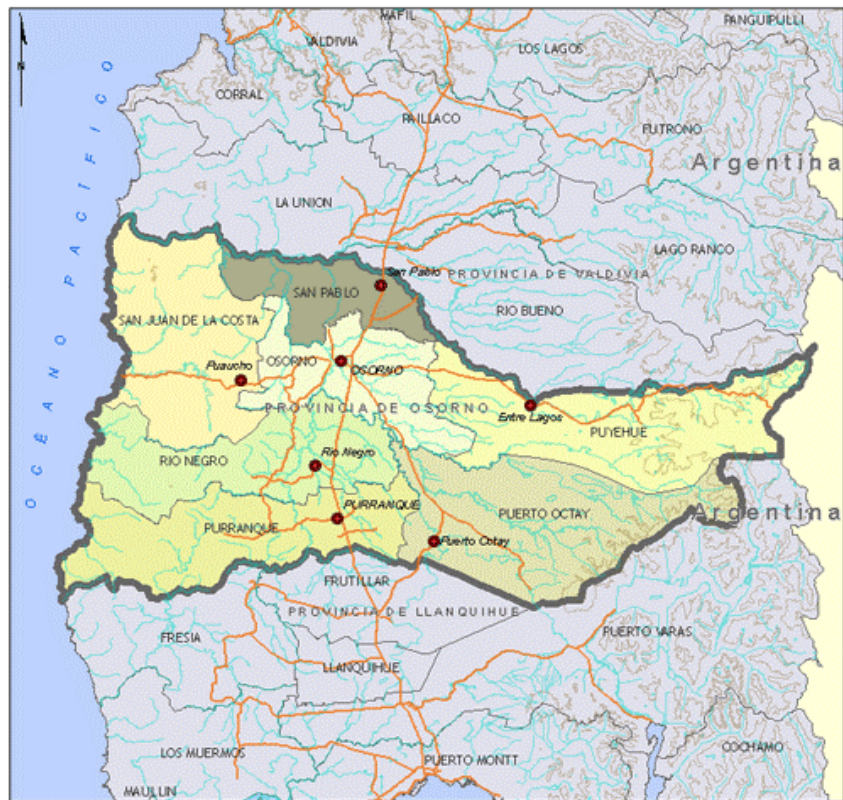 MAFIL
PANGUIPULLI
VALDIVIA
LOS LAGOS
N
CORRAL
PAILLACO
FUTRONO
Argentina
LA UNION
LAGO RANCO
San Pablo
PROVINCIA DE VALDIVIA
SAN PABLO
RIO BUENO
SAN JUAN DE LA COSTA
OSORNO
OSORNO
Puaucho
PROVINCIA DE OSORNO
Entre Lagos
PUYEHUE
RIO NEGRO
Rio Negro
OCÉANO PACÍFICO
PURRANQUE
PUERTO OCTAY
Argentina
PURRANQUE
Puerto Octay
FRUTILLAR
PROVINCIA DE LLANQUIHUE
FRESIA
PUERTO VARAS
LLANQUIHUE
LOS MUERMOS
PUERTO MONTT
COCHAMO
MAULLIN